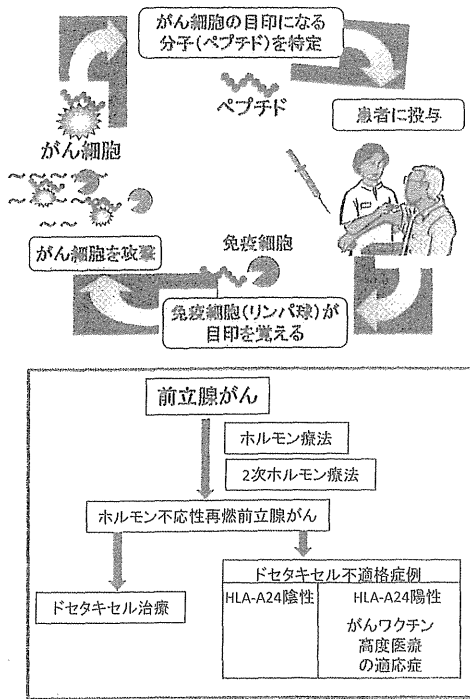 がん細胞の目印になる
分子(ペプチド)を特定
ペプチド
患者に投与
がん細胞
がん細胞を攻撃
免疫細胞
免疫細胞(リンパ球)が
目印を覚える
前立腺がん
ホルモン療法
2次ホルモン療法
ホルモン不応性再燃前立腺がん
ドセタキセル治療
ドセタキセル不適格症例
HLA-A24陰性
HLA-A24陽性
がんワクチン
高度医療
の適応症